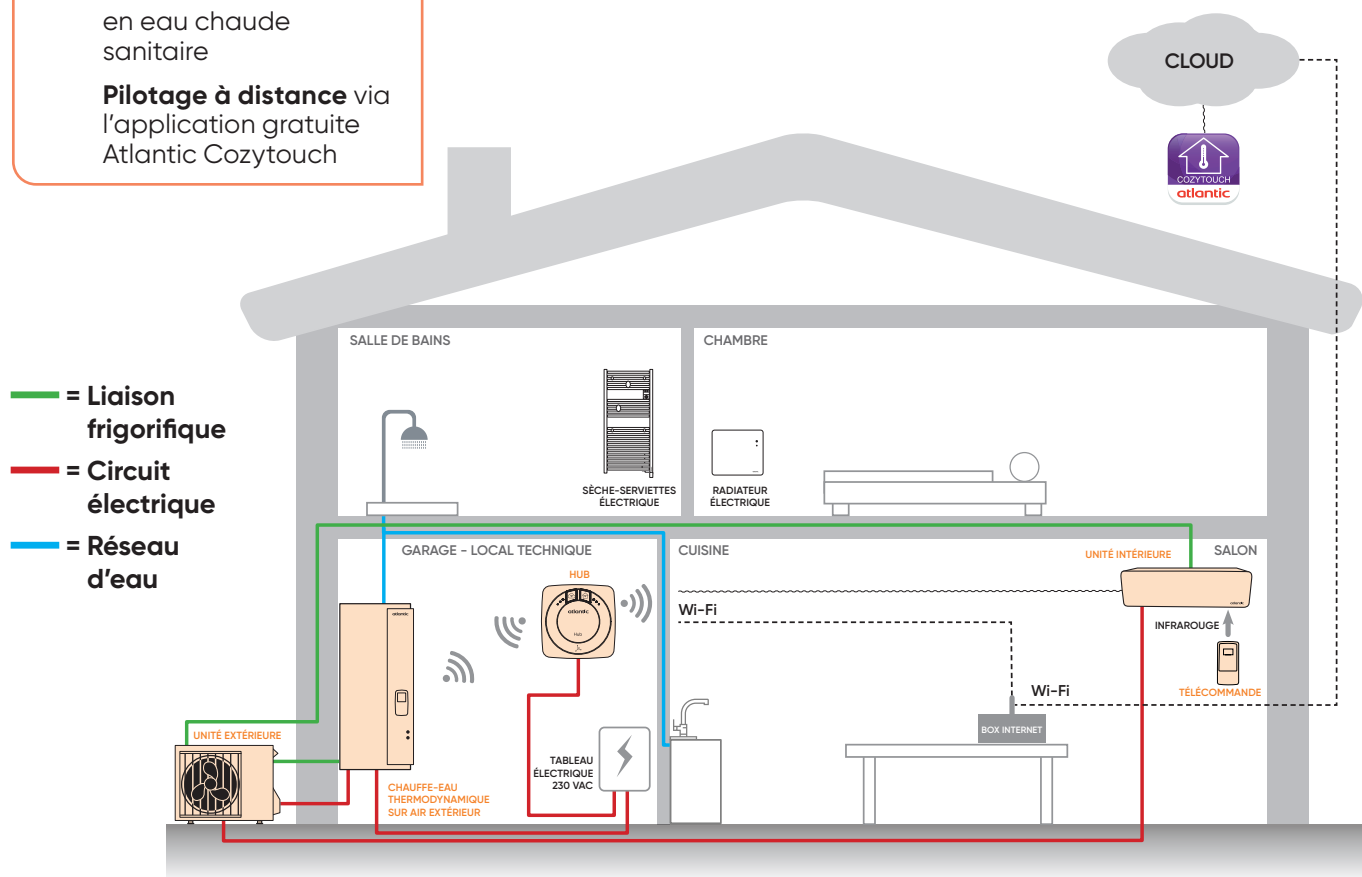 en eau chaude
sanitaire
Pilotage à distance via
l'application gratuite
Atlantic Cozytouch
CLOUD
COZYTOUCH
atlantic
= Liaison
frigorifique
= Circuit
électrique
= Réseau
d'eau
SALLE DE BAINS
CHAMBRE
SÈCHE-SERVIETTES
ÉLECTRIQUE
RADIATEUR
ÉLECTRIQUE
GARAGE - LOCAL TECHNIQUE
CUISINE
UNITÉ INTÉRIEURE
SALON
HUB
atlantic
Hub
atlantic
Wi-Fi
atlantic
INFRAROUGE
TÉLÉCOMMANDE
Wi-Fi
BOX INTERNET
UNITÉ EXTÉRIEURE
TABLEAU
ÉLECTRIQUE
230 VAC
CHAUFFE-EAU
THERMODYNAMIQUE
SUR AIR EXTÉRIEUR